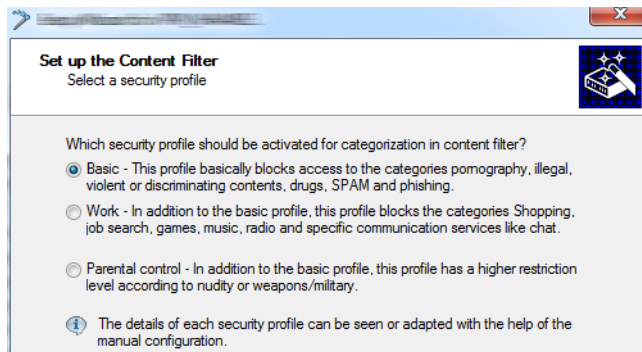 Set up the Content Filter
Select a security profile
Which security profile should be activated for categorization in content filter?
Basic - This profile basically blocks access to the categories pornography, illegal,
violent or discriminating contents, drugs, SPAM and phishing.
Work - In addition to the basic profile, this profile blocks the categories Shopping,
job search, games, music, radio and specific communication services like chat.
Parental control - In addition to the basic profile, this profile has a higher restriction
level according to nudity or weapons/military.
The details of each security profile can be seen or adapted with the help of the
manual configuration.